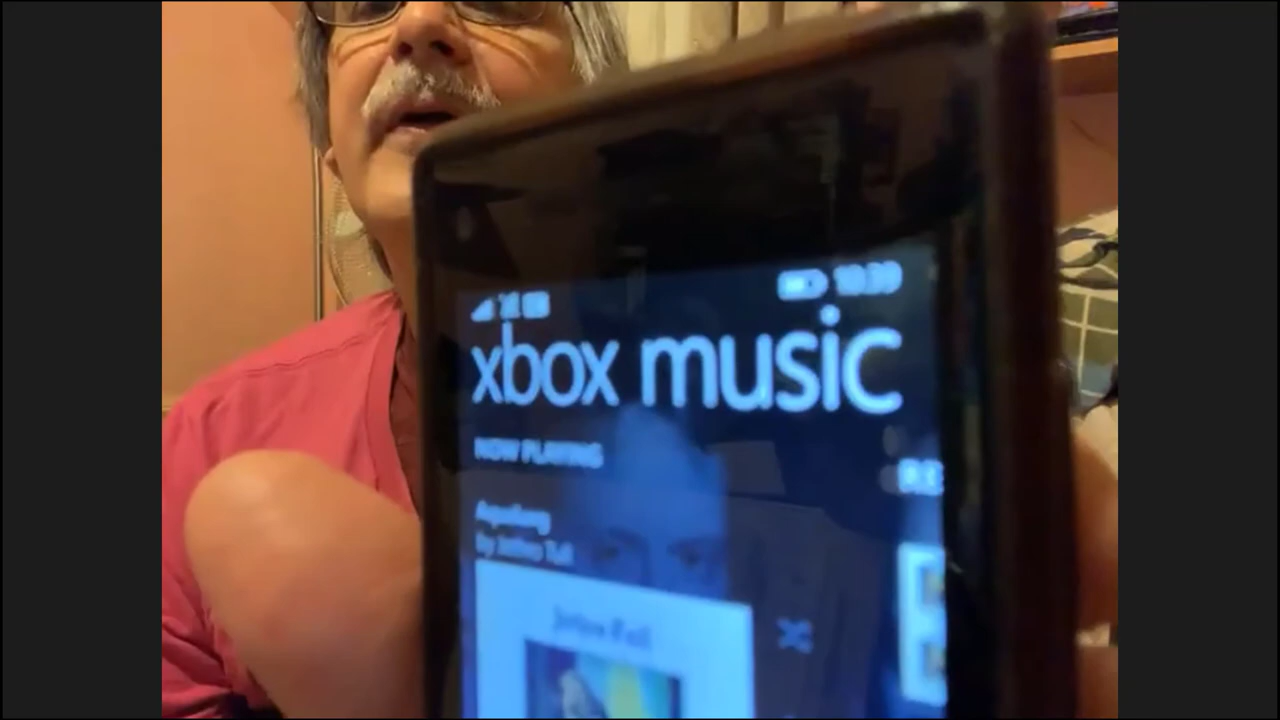 xbox music
NOW PLAYING
Aqualung
by Jethro Tull
Jethro Tull